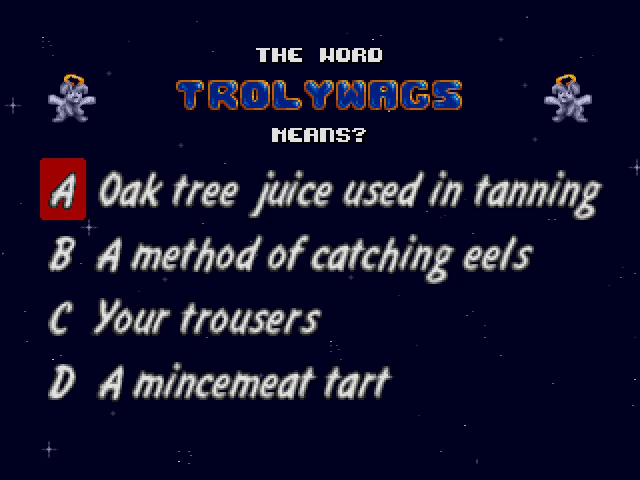 THE WORD
TROLYWAGS
MEANS?
A Oak tree juice used in tanning
B A method of catching eels
C Your trousers
D A mincemeat tart